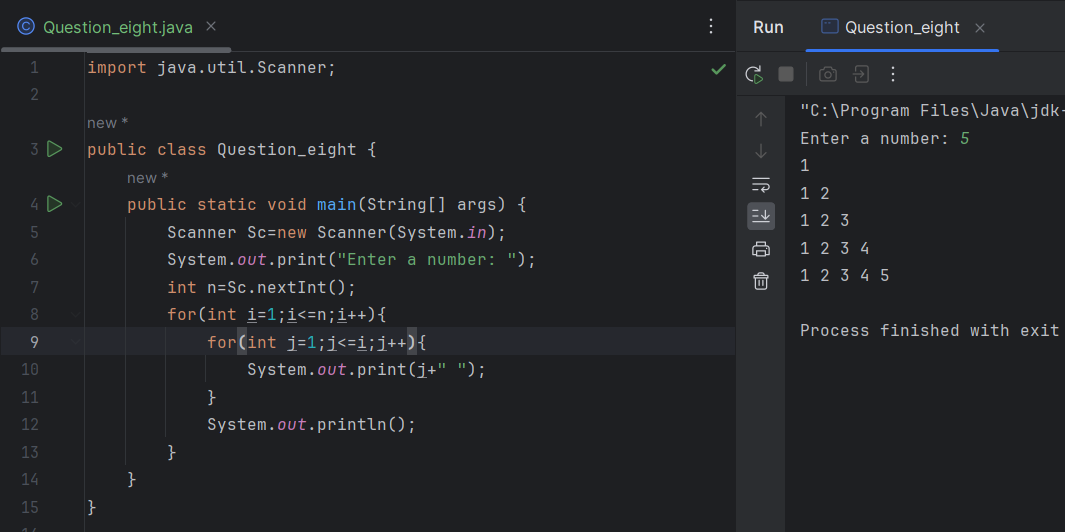 Question_eight.java
1 import java.util.Scanner;
2
new *
3 public class Question_eight {
new *
4 public static void main(String[] args) {
5 Scanner Sc=new Scanner(System.in);
6 System.out.print("Enter a number: ");
7 int n=Sc.nextInt();
8 for(int i=1;i<=n;i++){
9 for(int j=1;j<=i;j++){
10 System.out.print(j+" ");
11 }
12 System.out.println();
13 }
14 }
15 }
Run Question_eight
"C:\Program Files\Java\jdk-
Enter a number: 5
1
1 2
1 2 3
1 2 3 4
1 2 3 4 5
Process finished with exit